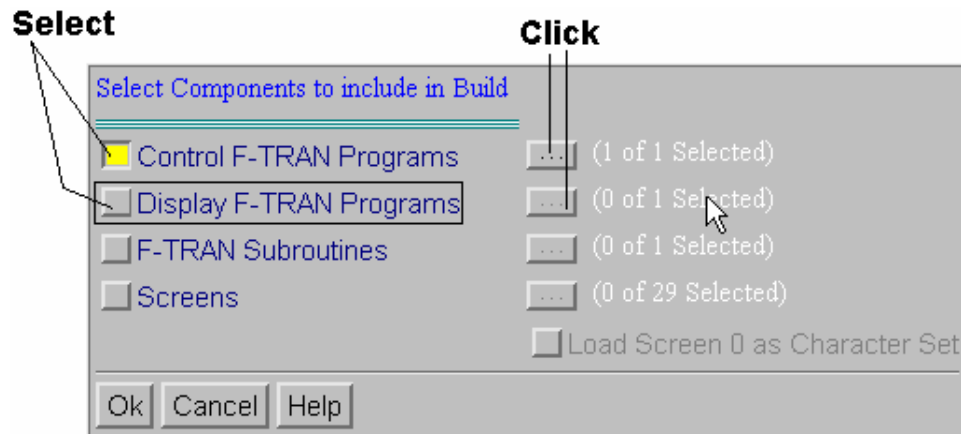 Select
Click
Select Components to include in Build
Control F-TRAN Programs ... (1 of 1 Selected)
Display F-TRAN Programs ... (0 of 1 Selected)
F-TRAN Subroutines ... (0 of 1 Selected)
Screens ... (0 of 29 Selected)
Load Screen 0 as Character Set
Ok Cancel Help